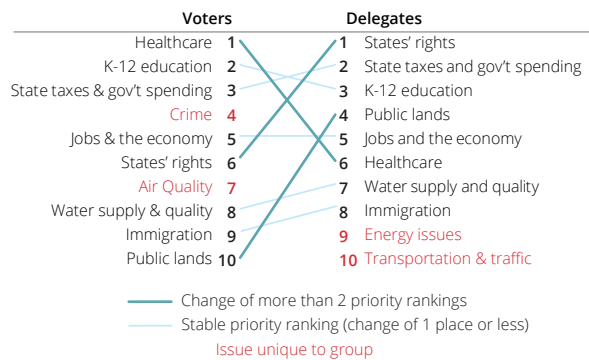 Voters Delegates
Healthcare 1 1 States' rights
K-12 education 2 2 State taxes and gov't spending
State taxes & gov't spending 3 3 K-12 education
Crime 4 4 Public lands
Jobs & the economy 5 5 Jobs and the economy
States' rights 6 6 Healthcare
Air Quality 7 7 Water supply and quality
Water supply & quality 8 8 Immigration
Immigration 9 9 Energy issues
Public lands 10 10 Transportation & traffic
Change of more than 2 priority rankings
Stable priority ranking (change of 1 place or less)
Issue unique to group